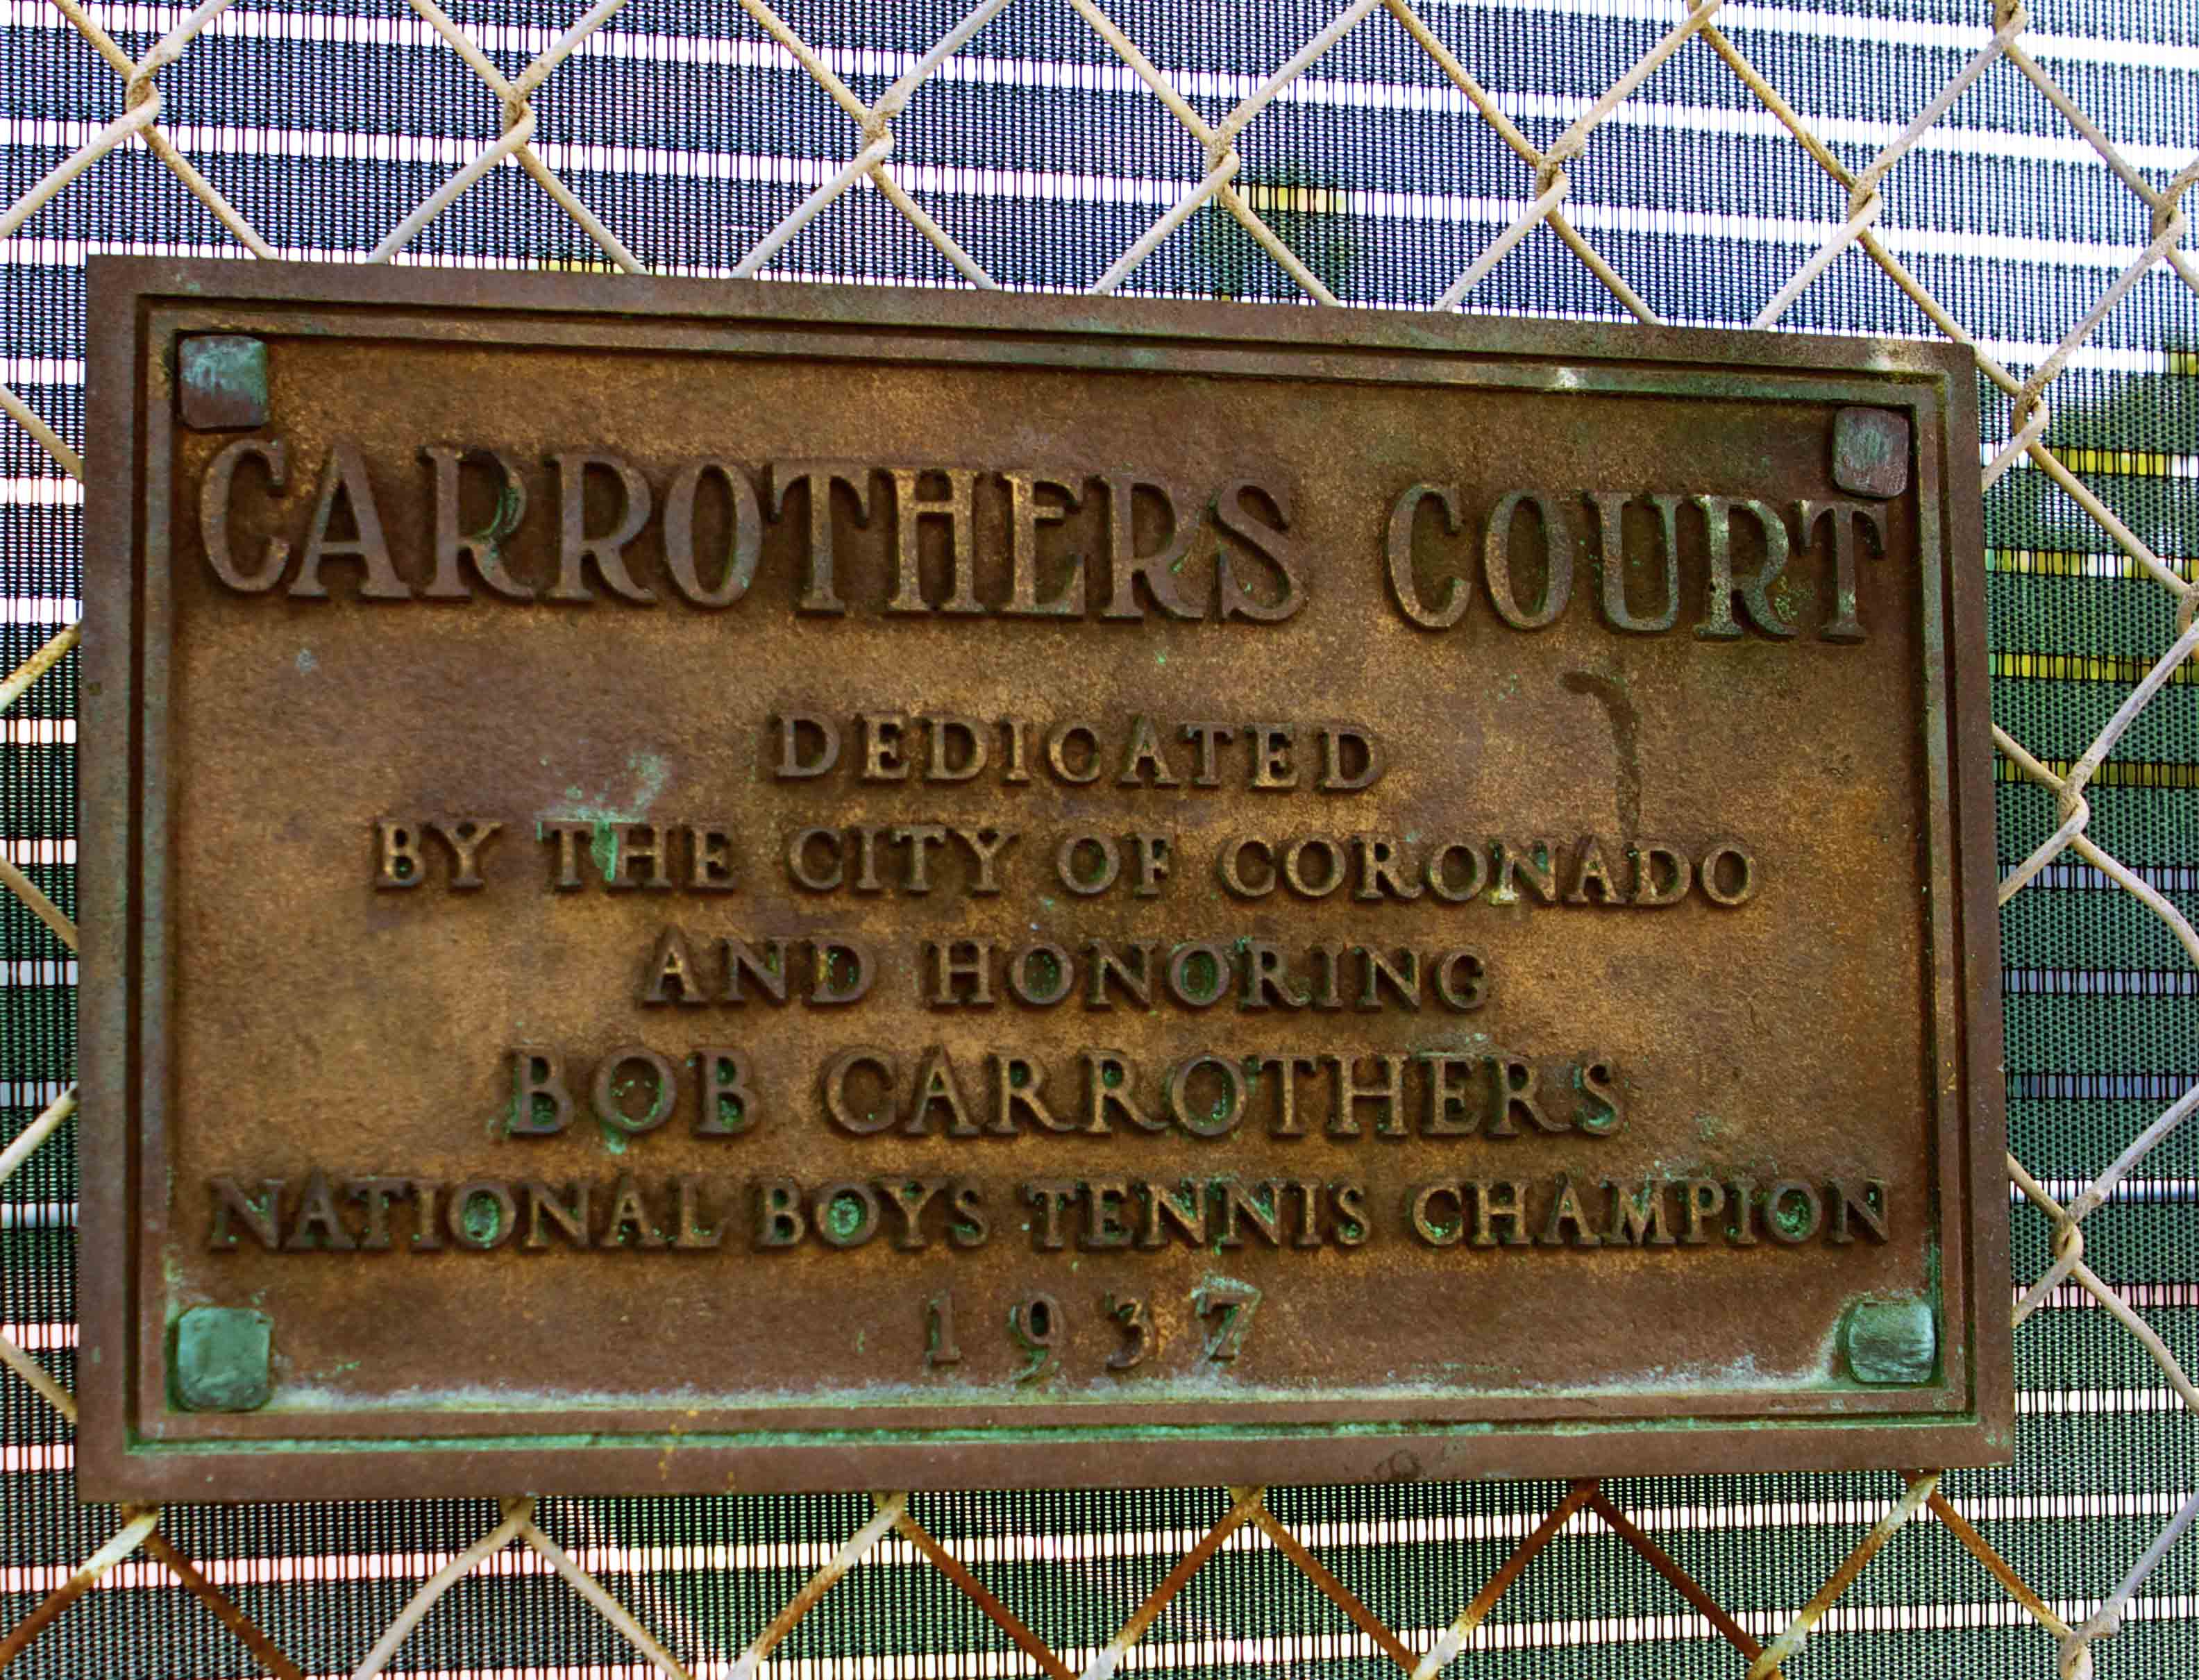 CARROTHERS COURT
DEDICATED
BY THE CITY OF CORONADO
AND HONORING
BOB CARROTHERS
NATIONAL BOYS TENNIS CHAMPION
1937